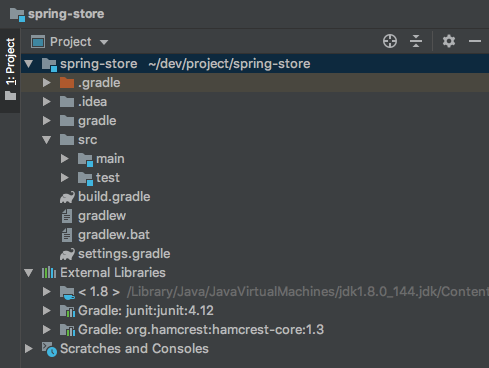 spring-store
Project
1: Project
spring-store ~/dev/project/spring-store
.gradle
.idea
gradle
src
main
test
build.gradle
gradlew
gradlew.bat
settings.gradle
External Libraries
< 1.8 > /Library/Java/JavaVirtualMachines/jdk1.8.0_144.jdk/Content
Gradle: junit:junit:4.12
Gradle: org.hamcrest:hamcrest-core:1.3
Scratches and Consoles